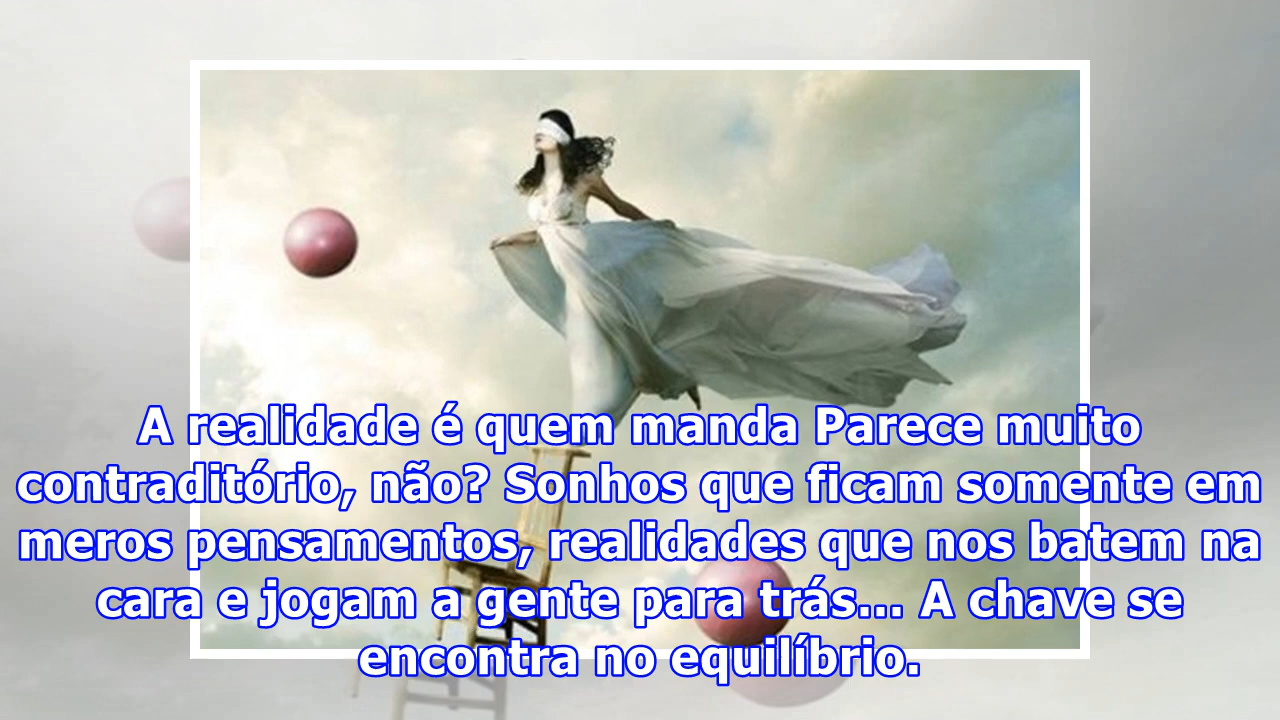 A realidade é quem manda Parece muito
contraditório, não? Sonhos que ficam somente em
meros pensamentos, realidades que nos batem na
cara e jogam a gente para trás... A chave se
encontra no equilíbrio.